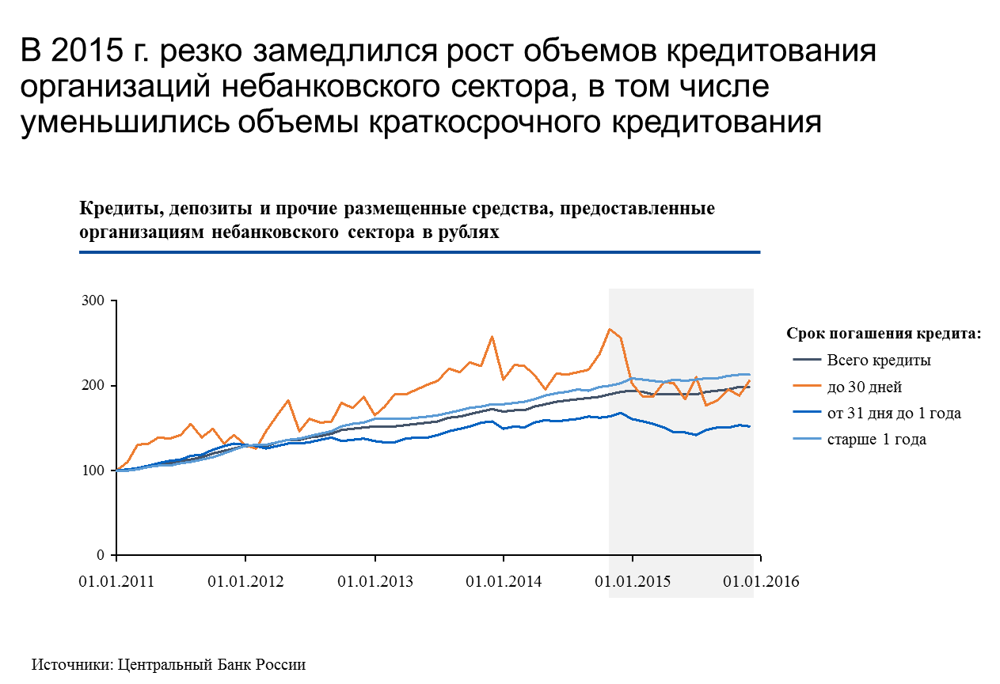 В 2015 г. резко замедлился рост объемов кредитования
организаций небанковского сектора, в том числе
уменьшились объемы краткосрочного кредитования
Кредиты, депозиты и прочие размещенные средства, предоставленные
организациям небанковского сектора в рублях
300
200
100
0
01.01.2011
01.01.2012
01.01.2013
01.01.2014
01.01.2015
01.01.2016
Срок погашения кредита:
Всего кредиты
до 30 дней
от 31 дня до 1 года
старше 1 года
Источники: Центральный Банк России